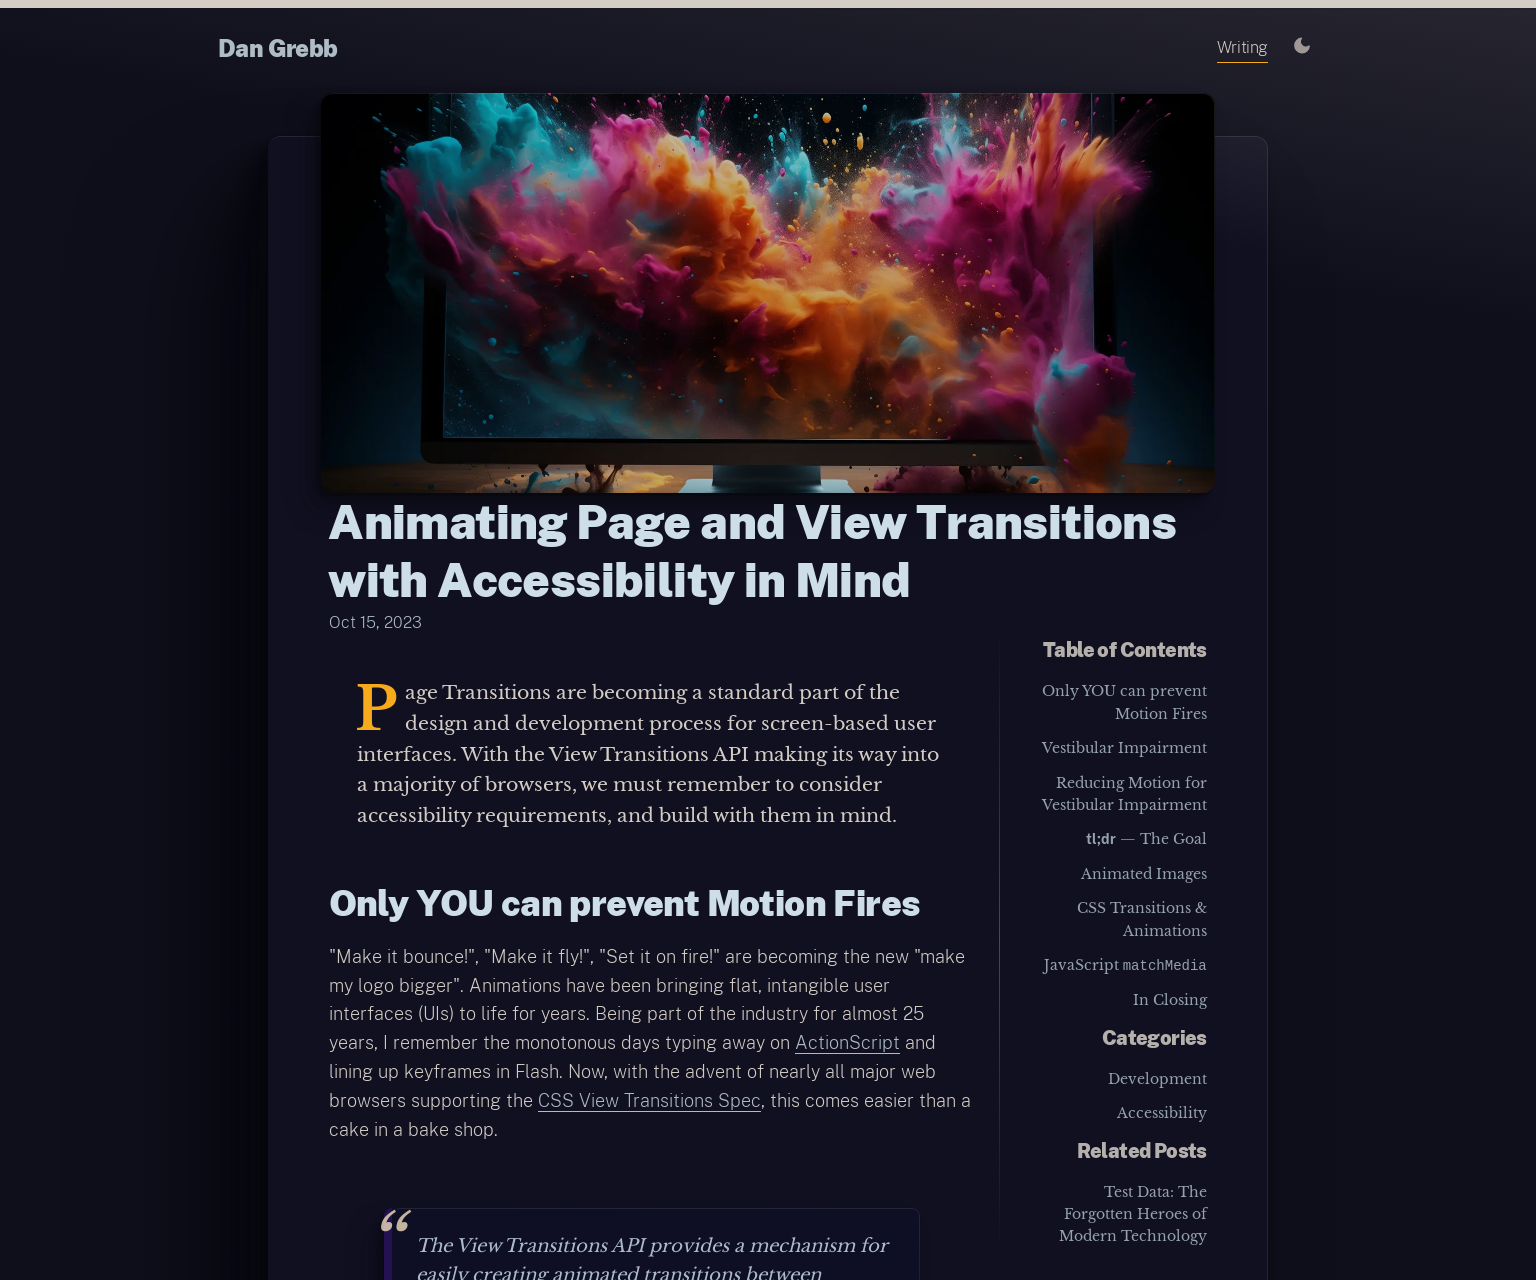 Dan Grebb
Writing
Animating Page and View Transitions
with Accessibility in Mind
Oct 15, 2023
Page Transitions are becoming a standard part of the
design and development process for screen-based user
interfaces. With the View Transitions API making its way into
a majority of browsers, we must remember to consider
accessibility requirements, and build with them in mind.
Only YOU can prevent Motion Fires
"Make it bounce!", "Make it fly!", "Set it on fire!" are becoming the new "make
my logo bigger". Animations have been bringing flat, intangible user
interfaces (UIs) to life for years. Being part of the industry for almost 25
years, I remember the monotonous days typing away on ActionScript and
lining up keyframes in Flash. Now, with the advent of nearly all major web
browsers supporting the CSS View Transitions Spec, this comes easier than a
cake in a bake shop.
“
The View Transitions API provides a mechanism for
easily creating animated transitions between
Table of Contents
Only YOU can prevent
Motion Fires
Vestibular Impairment
Reducing Motion for
Vestibular Impairment
tl;dr — The Goal
Animated Images
CSS Transitions &
Animations
JavaScript matchMedia
In Closing
Categories
Development
Accessibility
Related Posts
Test Data: The
Forgotten Heroes of
Modern Technology